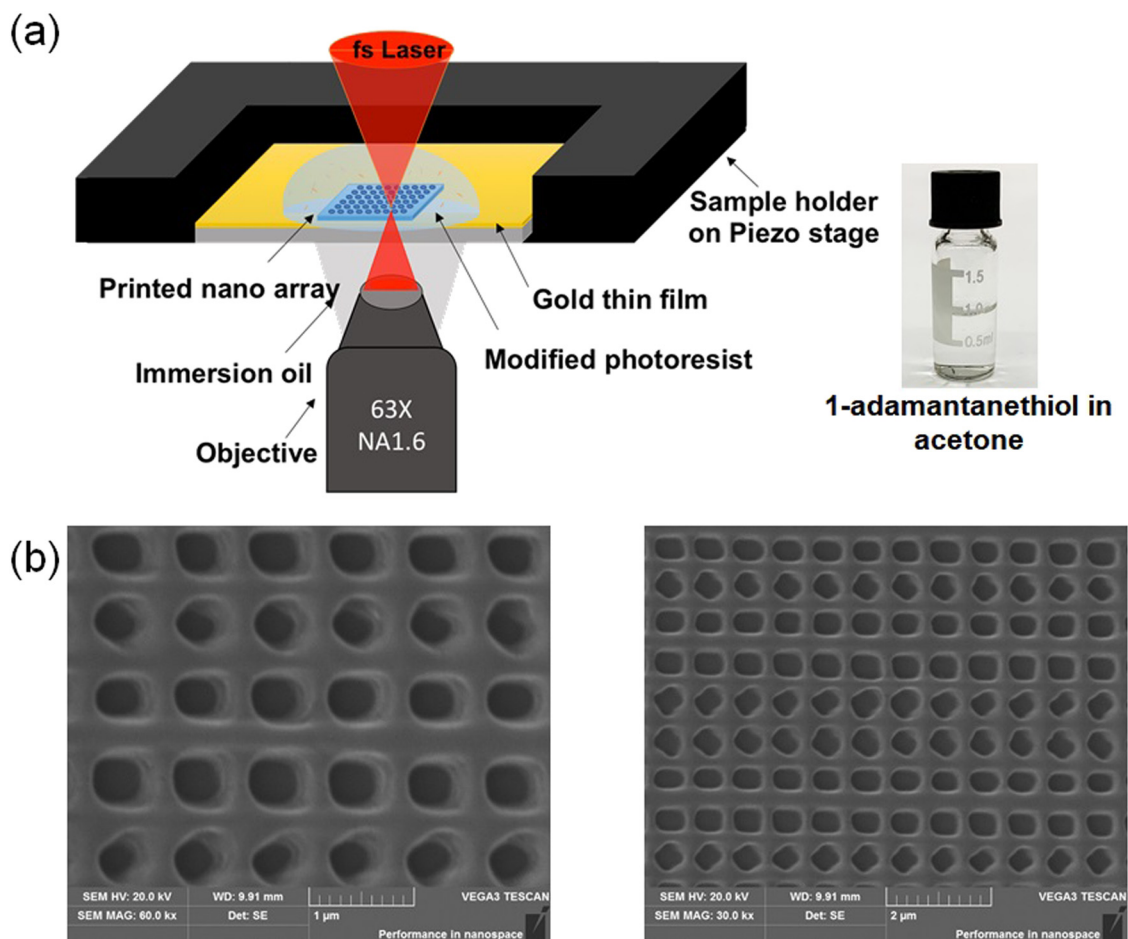 (a)
fs Laser
Sample holder
on Piezo stage
Printed nano array
Gold thin film
Modified photoresist
Immersion oil
Objective
63X
NA1.6
1.5
1.0
0.5ml
1-adamantanethiol in
acetone
(b)
SEM HV: 20.0 kV
WD: 9.91 mm
VEGA3 TESCAN
SEM MAG: 60.0 kx
Det: SE
1 µm
Performance in nanospace
SEM HV: 20.0 kV
WD: 9.91 mm
VEGA3 TESCAN
SEM MAG: 30.0 kx
Det: SE
2 µm
Performance in nanospace